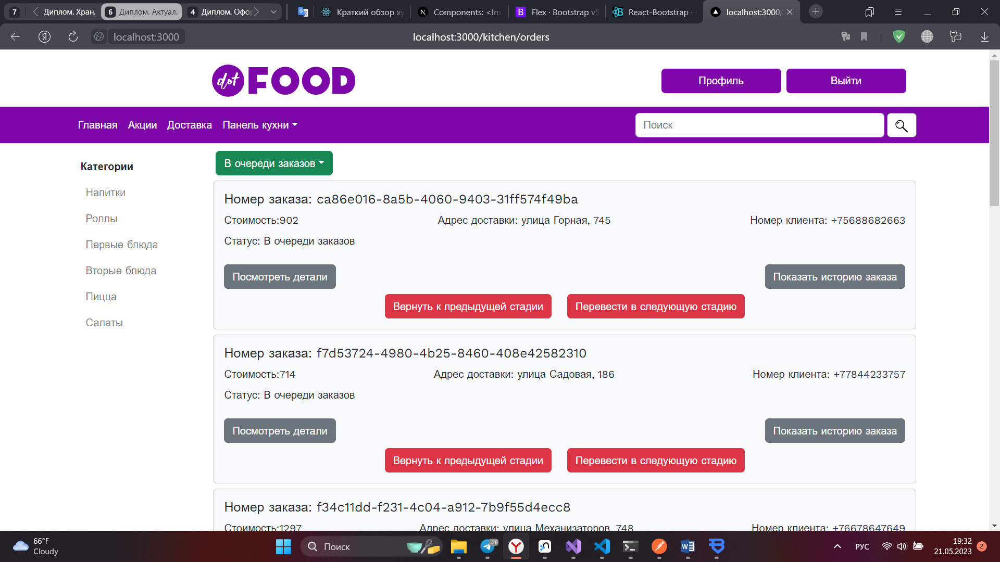 7 Диплом. Хран. 6 Диплом. Актуал. 4 Диплом. Офор Краткий обзор ху Components: <Im Flex · Bootstrap v5 React-Bootstrap · localhost:3000/
localhost:3000 localhost:3000/kitchen/orders
dot FOOD Профиль Выйти
Главная Акции Доставка Панель кухни Поиск
Категории
Напитки
Роллы
Первые блюда
Вторые блюда
Пицца
Салаты
В очереди заказов
Номер заказа: ca86e016-8a5b-4060-9403-31ff574f49ba
Стоимость:902 Адрес доставки: улица Горная, 745 Номер клиента: +75688682663
Статус: В очереди заказов
Посмотреть детали Показать историю заказа
Вернуть к предыдущей стадии Перевести в следующую стадию
Номер заказа: f7d53724-4980-4b25-8460-408e42582310
Стоимость:714 Адрес доставки: улица Садовая, 186 Номер клиента: +77844233757
Статус: В очереди заказов
Посмотреть детали Показать историю заказа
Вернуть к предыдущей стадии Перевести в следующую стадию
Номер заказа: f34c11dd-f231-4c04-a912-7b9f55d4ecc8
Стоимость:1297 Адрес доставки: улица Механизаторов, 748 Номер клиента: +76678647649
66°F
Cloudy
Поиск
..26
РУС
19:32
21.05.2023
2